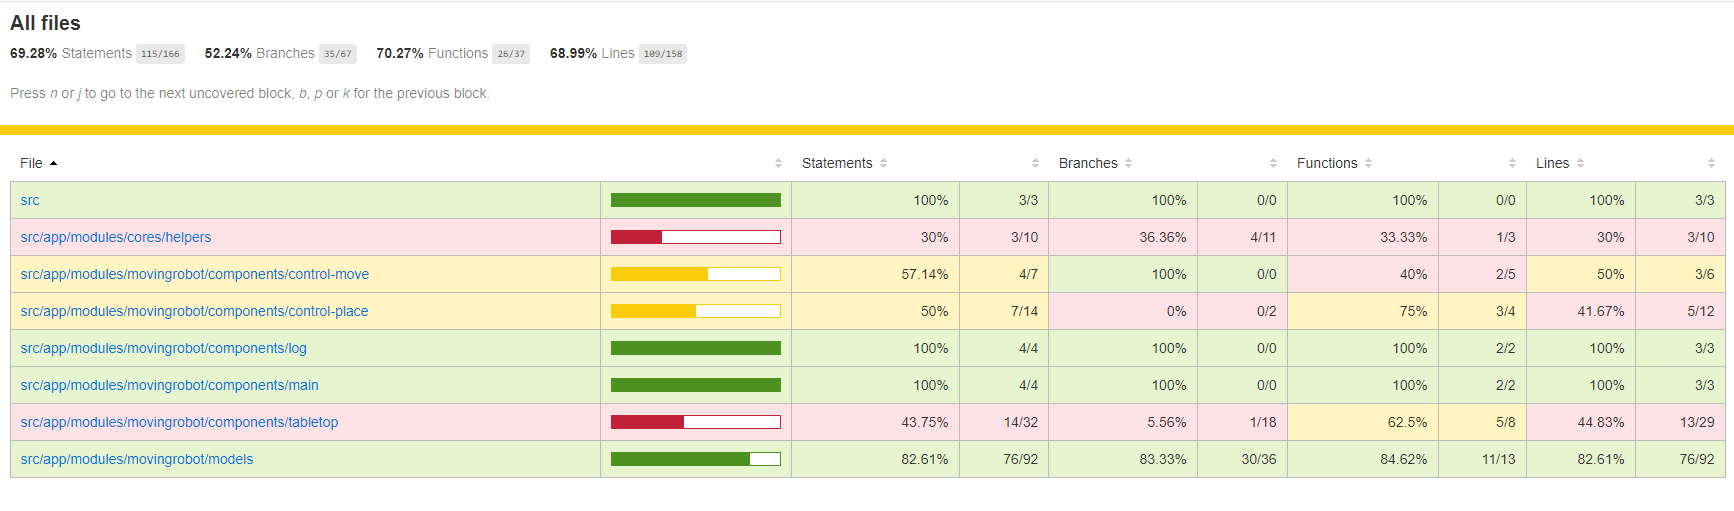 All files
69.28% Statements 115/166 52.24% Branches 35/67 70.27% Functions 26/37 68.99% Lines 109/158
Press n or j to go to the next uncovered block, b, p or k for the previous block.
File Statements Branches Functions Lines
src 100% 3/3 100% 0/0 100% 0/0 100% 3/3
src/app/modules/cores/helpers 30% 3/10 36.36% 4/11 33.33% 1/3 30% 3/10
src/app/modules/movingrobot/components/control-move 57.14% 4/7 100% 0/0 40% 2/5 50% 3/6
src/app/modules/movingrobot/components/control-place 50% 7/14 0% 0/2 75% 3/4 41.67% 5/12
src/app/modules/movingrobot/components/log 100% 4/4 100% 0/0 100% 2/2 100% 3/3
src/app/modules/movingrobot/components/main 100% 4/4 100% 0/0 100% 2/2 100% 3/3
src/app/modules/movingrobot/components/tabletop 43.75% 14/32 5.56% 1/18 62.5% 5/8 44.83% 13/29
src/app/modules/movingrobot/models 82.61% 76/92 83.33% 30/36 84.62% 11/13 82.61% 76/92